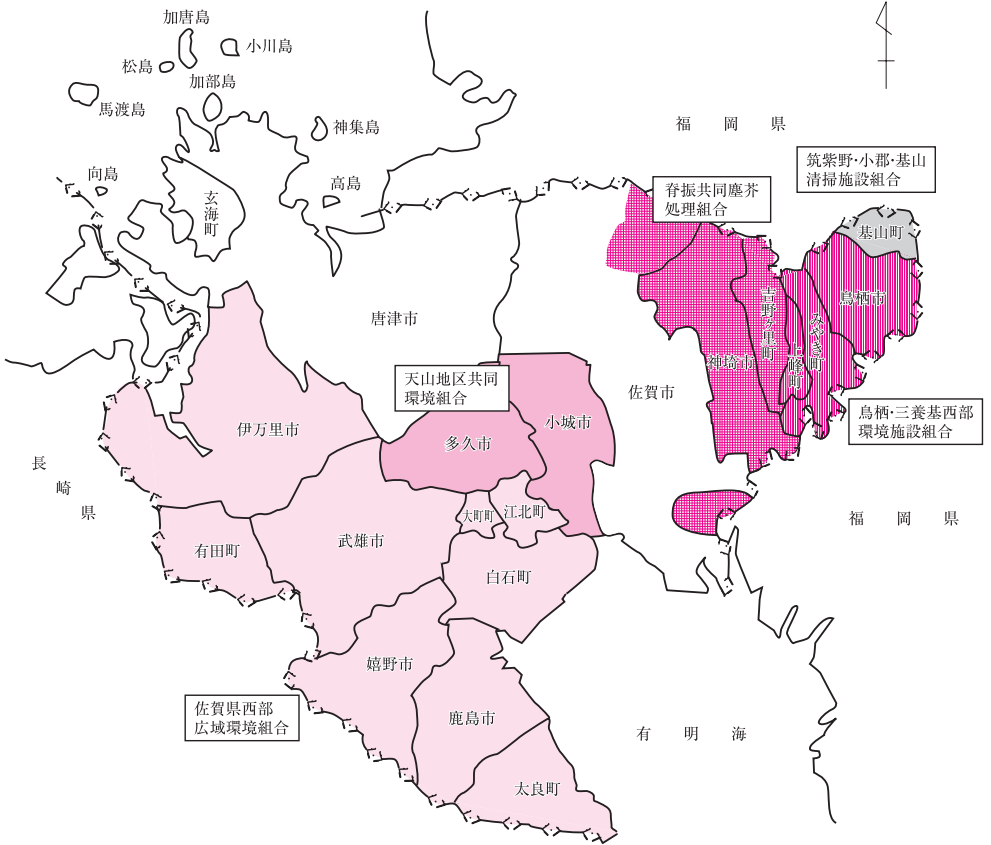 加唐島
小川島
松島
加部島
馬渡島
神集島
向島
高島
玄海町
福岡県
筑紫野・小郡・基山
清掃施設組合
脊振共同塵芥
処理組合
基山町
鳥栖市
吉野ヶ里町
みやき町
上峰町
神埼市
唐津市
佐賀市
天山地区共同
環境組合
小城市
多久市
伊万里市
鳥栖・三養基西部
環境施設組合
長崎県
大町町
江北町
福岡県
武雄市
有田町
白石町
嬉野市
佐賀県西部
広域環境組合
鹿島市
有明海
太良町